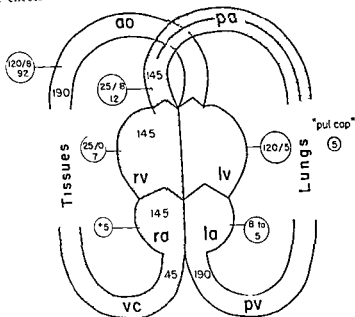 ao
pa
120/8
92
25/8
12
145
190
25/0
7
145
120/5
"pul cap"
5
rv
lv
Tissues
Lungs
145
+5
ra
la
8 to
5
45
190
vc
pv